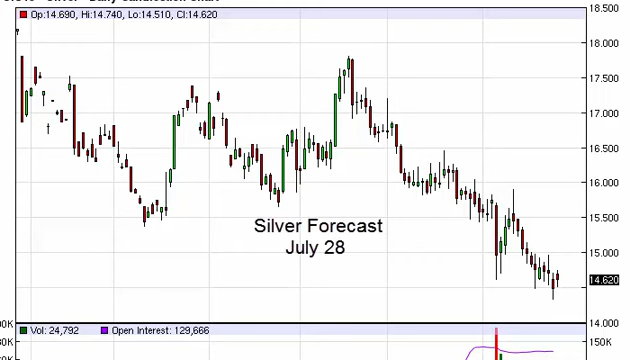 Op:14.690, Hi:14.740, Lo:14.510, Cl:14.620
18.500
18.000
17.500
17.000
16.500
16.000
15.500
15.000
14.620
14.000
Silver Forecast
July 28
Vol: 24,792 Open Interest: 129,666
150K